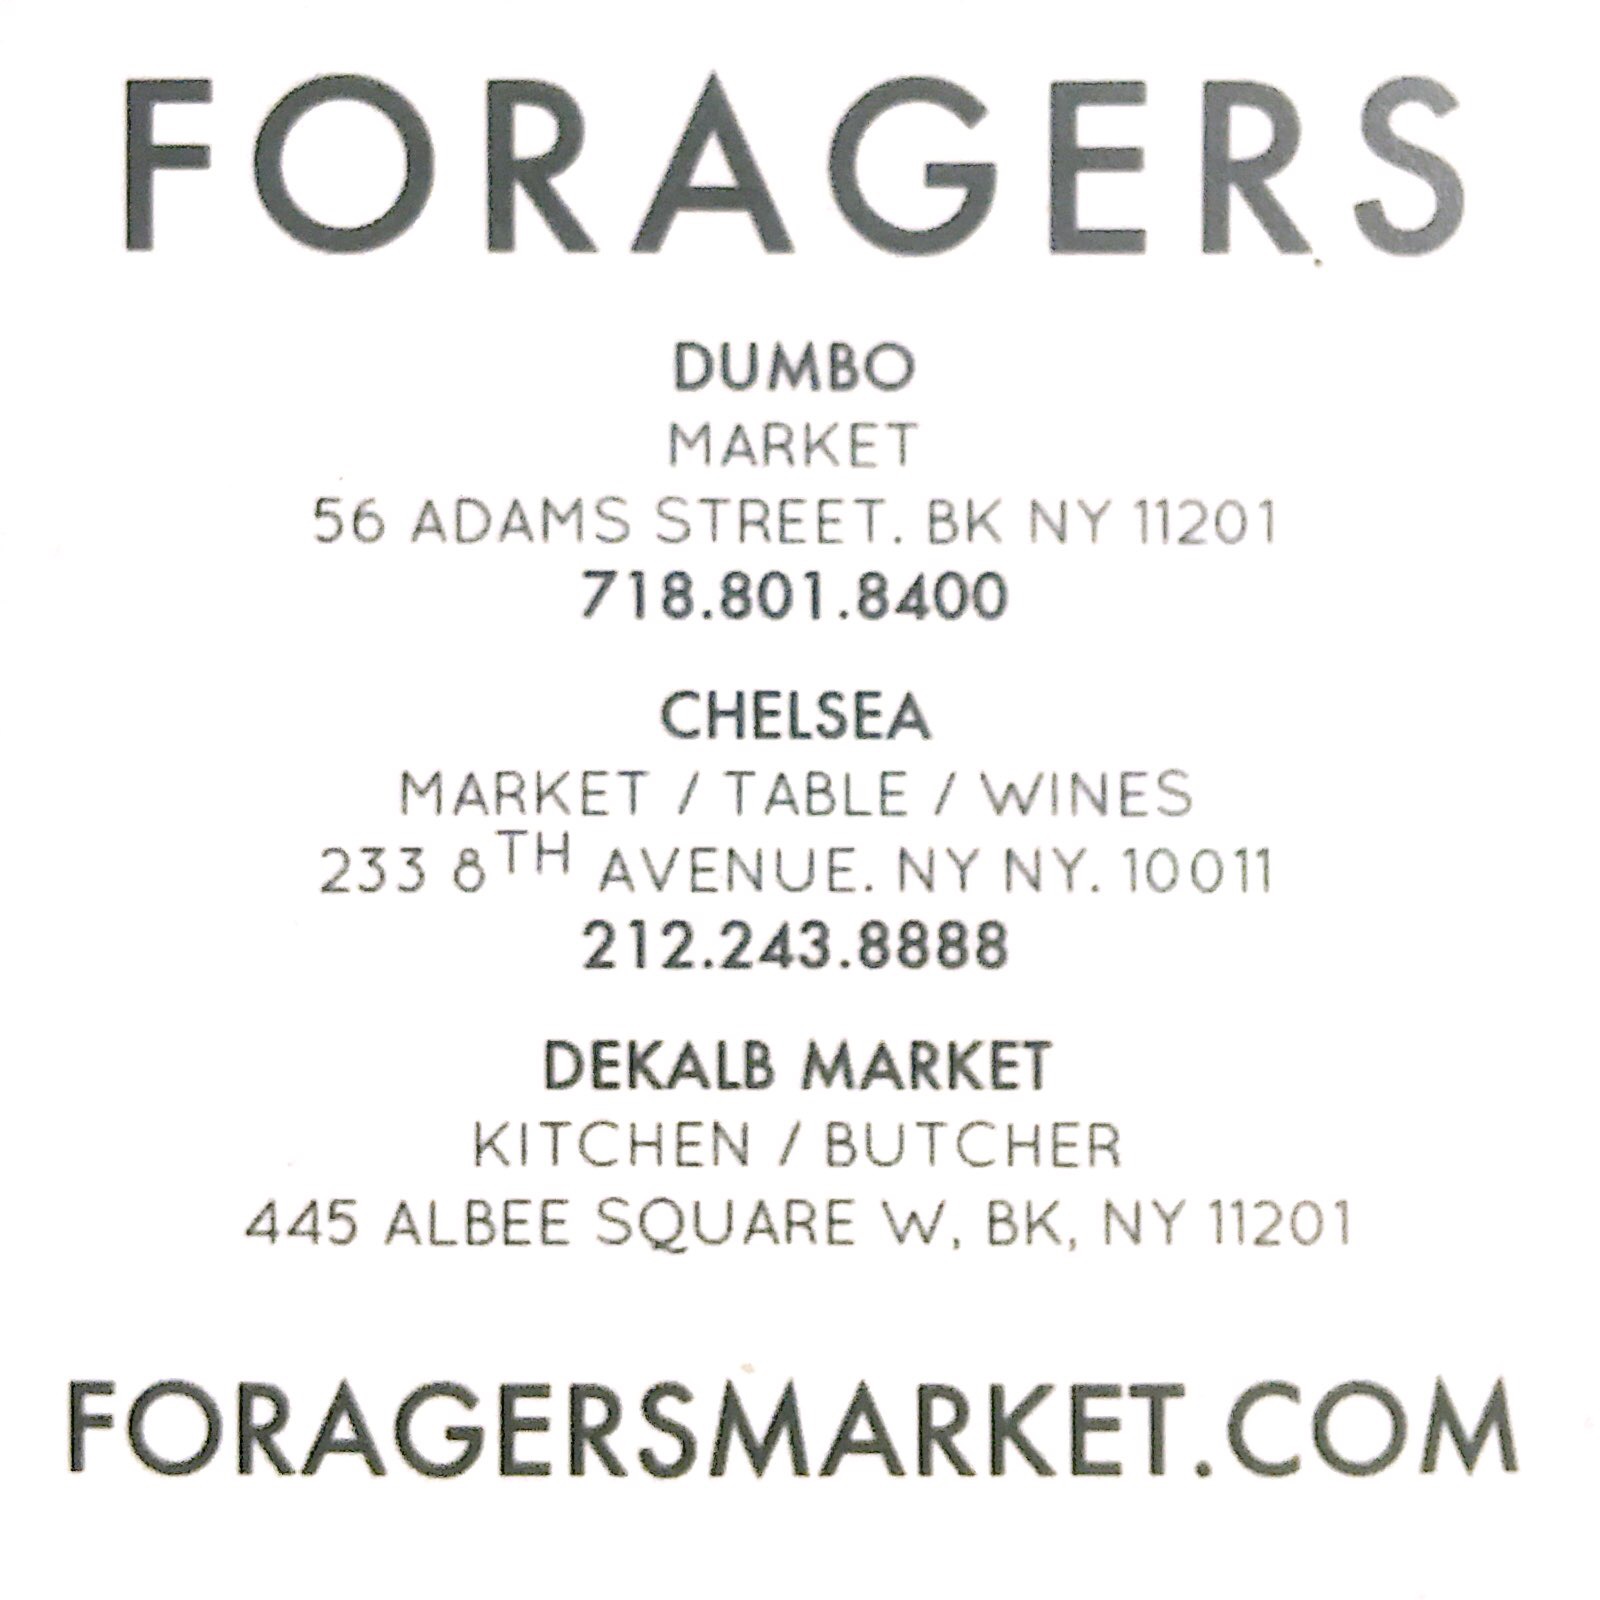 FORAGERS
DUMBO
MARKET
56 ADAMS STREET. BK NY 11201
718.801.8400
CHELSEA
MARKET / TABLE / WINES
233 8TH AVENUE. NY NY. 10011
212.243.8888
DEKALB MARKET
KITCHEN / BUTCHER
445 ALBEE SQUARE W, BK, NY 11201
FORAGERSMARKET.COM